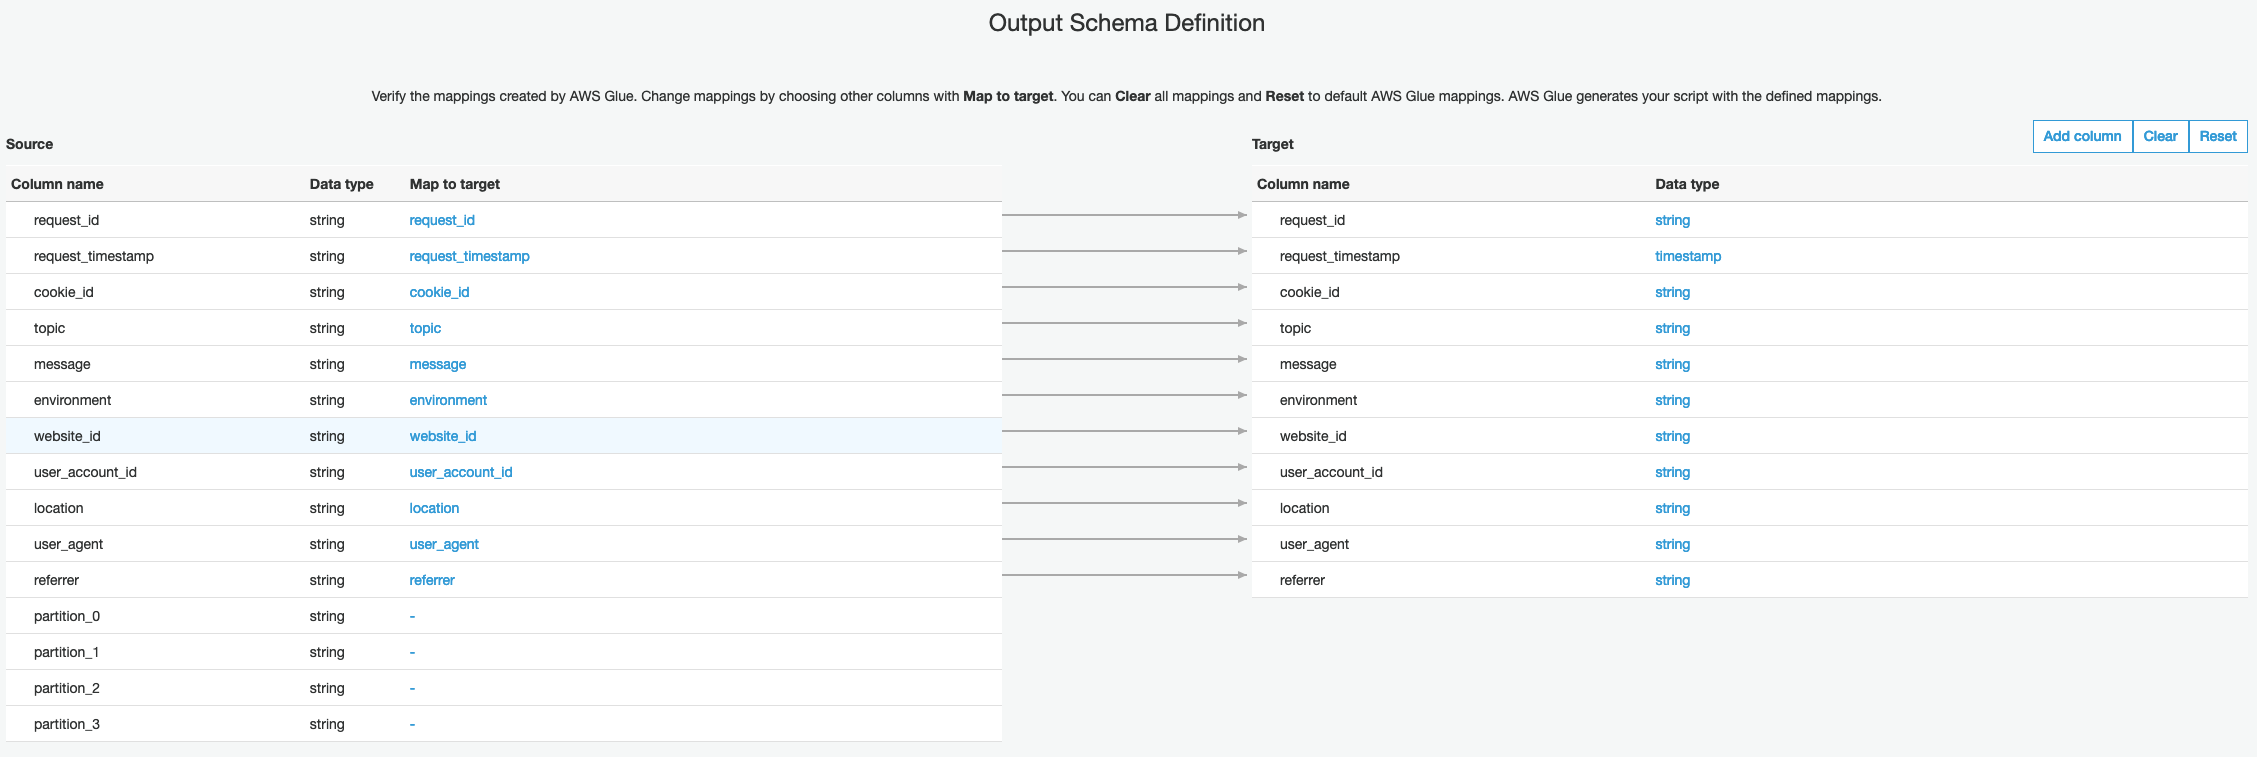 Output Schema Definition
Verify the mappings created by AWS Glue. Change mappings by choosing other columns with Map to target. You can Clear all mappings and Reset to default AWS Glue mappings. AWS Glue generates your script with the defined mappings.
Source
Column name Data type Map to target
request_id string request_id
request_timestamp string request_timestamp
cookie_id string cookie_id
topic string topic
message string message
environment string environment
website_id string website_id
user_account_id string user_account_id
location string location
user_agent string user_agent
referrer string referrer
partition_0 string -
partition_1 string -
partition_2 string -
partition_3 string -
Target
Add column Clear Reset
Column name Data type
request_id string
request_timestamp timestamp
cookie_id string
topic string
message string
environment string
website_id string
user_account_id string
location string
user_agent string
referrer string